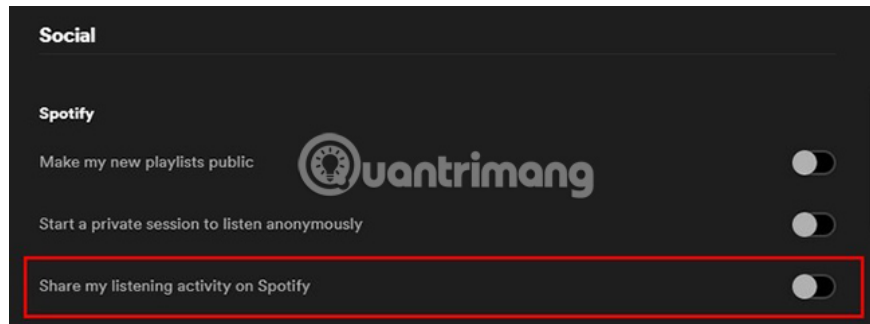 Social
Spotify
Make my new playlists public
Quantrimang
Start a private session to listen anonymously
Share my listening activity on Spotify